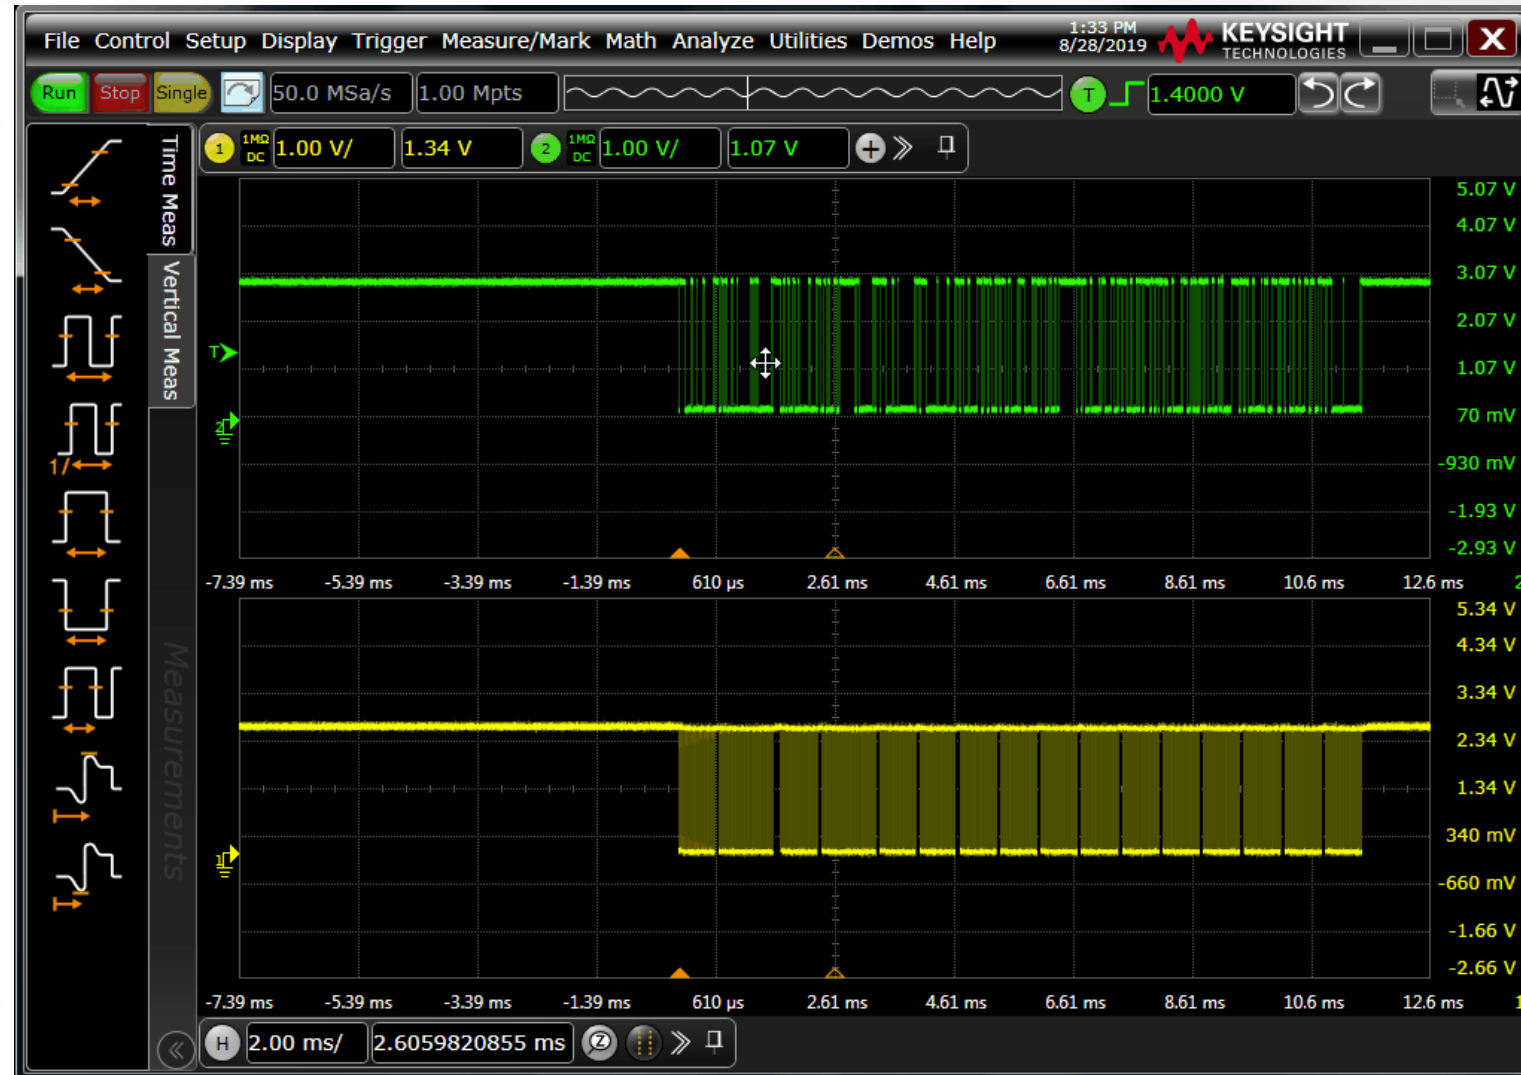 File Control Setup Display Trigger Measure/Mark Math Analyze Utilities Demos Help
1:33 PM
8/28/2019
KEYSIGHT
TECHNOLOGIES
Run Stop Single 50.0 MSa/s 1.00 Mpts T 1.4000 V
Time Meas
Vertical Meas
Measurements
1/
1 1MΩ DC 1.00 V/ 1.34 V 2 1MΩ DC 1.00 V/ 1.07 V
5.07 V
4.07 V
3.07 V
2.07 V
T
1.07 V
2
70 mV
-930 mV
-1.93 V
-2.93 V
-7.39 ms -5.39 ms -3.39 ms -1.39 ms 610 µs 2.61 ms 4.61 ms 6.61 ms 8.61 ms 10.6 ms 12.6 ms 2
5.34 V
4.34 V
3.34 V
2.34 V
1.34 V
1
340 mV
-660 mV
-1.66 V
-2.66 V
-7.39 ms -5.39 ms -3.39 ms -1.39 ms 610 µs 2.61 ms 4.61 ms 6.61 ms 8.61 ms 10.6 ms 12.6 ms 1
H 2.00 ms/ 2.6059820855 ms Z